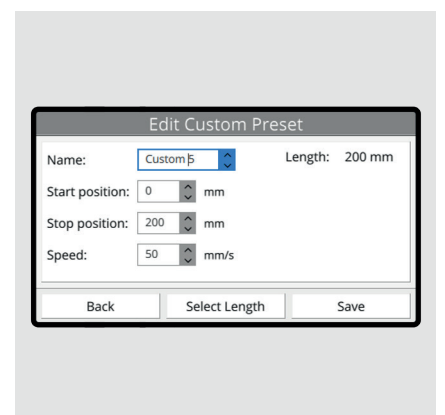 Edit Custom Preset
Name: Custom 5 Length: 200 mm
Start position: 0 mm
Stop position: 200 mm
Speed: 50 mm/s
Back Select Length Save